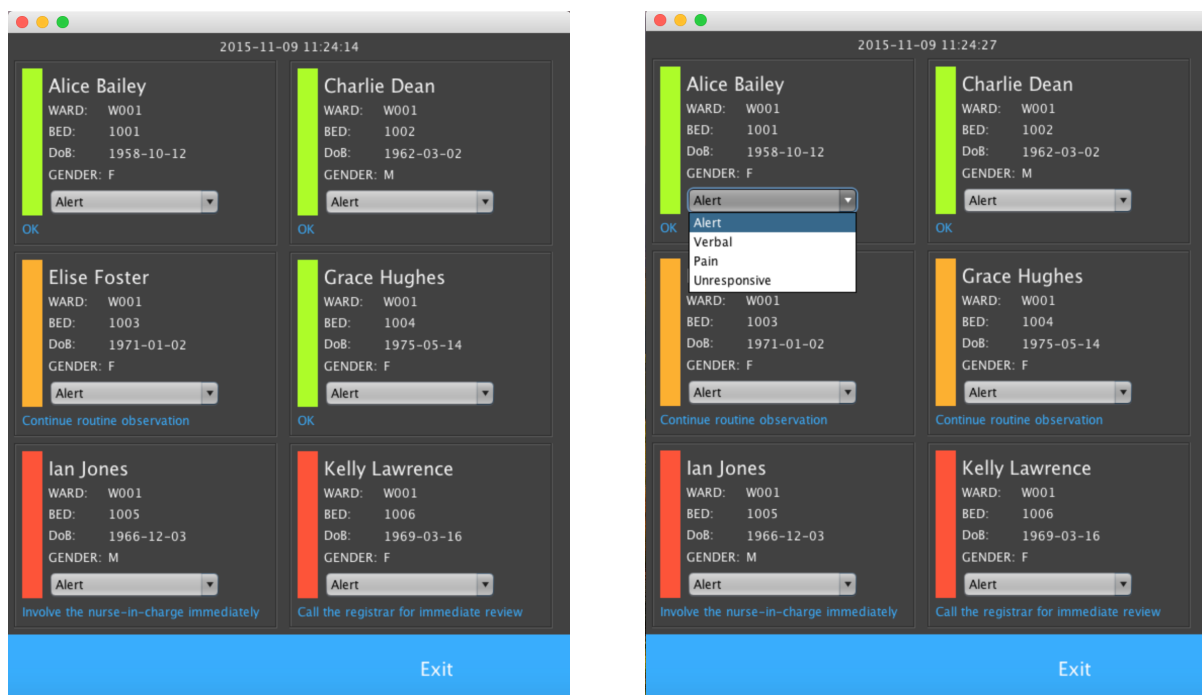 2015-11-09 11:24:14
Alice Bailey
WARD: W001
BED: 1001
DoB: 1958-10-12
GENDER: F
Alert
OK
Charlie Dean
WARD: W001
BED: 1002
DoB: 1962-03-02
GENDER: M
Alert
OK
Elise Foster
WARD: W001
BED: 1003
DoB: 1971-01-02
GENDER: F
Alert
Continue routine observation
Grace Hughes
WARD: W001
BED: 1004
DoB: 1975-05-14
GENDER: F
Alert
OK
Ian Jones
WARD: W001
BED: 1005
DoB: 1966-12-03
GENDER: M
Alert
Involve the nurse-in-charge immediately
Kelly Lawrence
WARD: W001
BED: 1006
DoB: 1969-03-16
GENDER: F
Alert
Call the registrar for immediate review
Exit
2015-11-09 11:24:27
Alice Bailey
WARD: W001
BED: 1001
DoB: 1958-10-12
GENDER: F
Alert
OK
Alert
Verbal
Pain
Unresponsive
Charlie Dean
WARD: W001
BED: 1002
DoB: 1962-03-02
GENDER: M
Alert
OK
WARD: W001
BED: 1003
DoB: 1971-01-02
GENDER: F
Alert
Continue routine observation
Grace Hughes
WARD: W001
BED: 1004
DoB: 1975-05-14
GENDER: F
Alert
Continue routine observation
Ian Jones
WARD: W001
BED: 1005
DoB: 1966-12-03
GENDER: M
Alert
Involve the nurse-in-charge immediately
Kelly Lawrence
WARD: W001
BED: 1006
DoB: 1969-03-16
GENDER: F
Alert
Call the registrar for immediate review
Exit